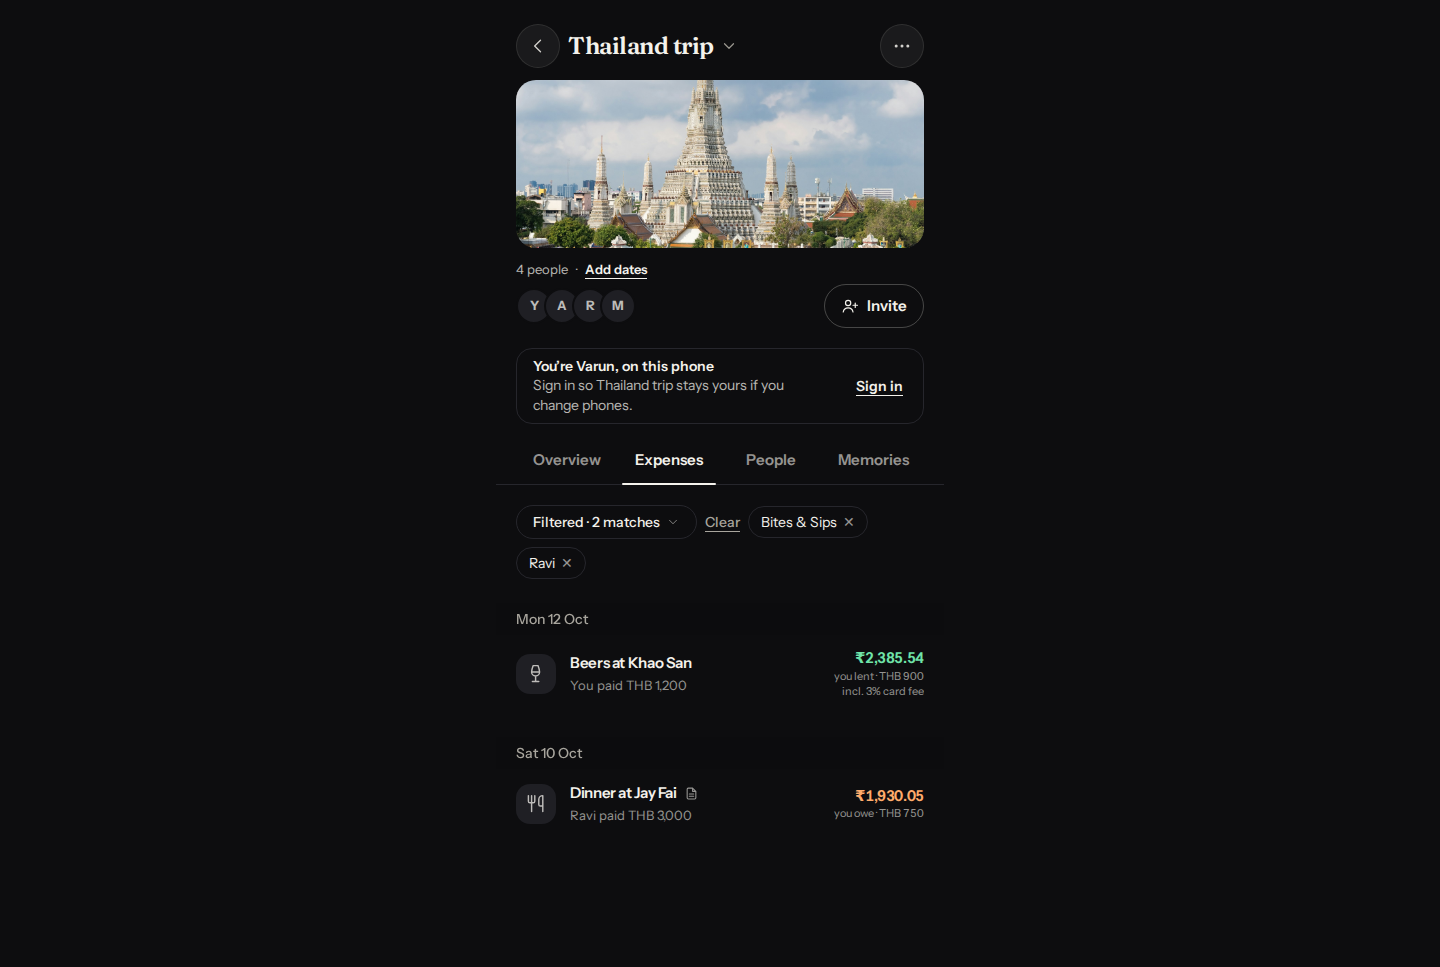 Thailand trip
4 people · Add dates
Y A R M
Invite
You're Varun, on this phone
Sign in so Thailand trip stays yours if you
change phones.
Sign in
Overview Expenses People Memories
Filtered · 2 matches Clear Bites & Sips ✕
Ravi ✕
Mon 12 Oct
Beers at Khao San
You paid THB 1,200
₹2,385.54
you lent · THB 900
incl. 3% card fee
Sat 10 Oct
Dinner at Jay Fai
Ravi paid THB 3,000
₹1,930.05
you owe · THB 750